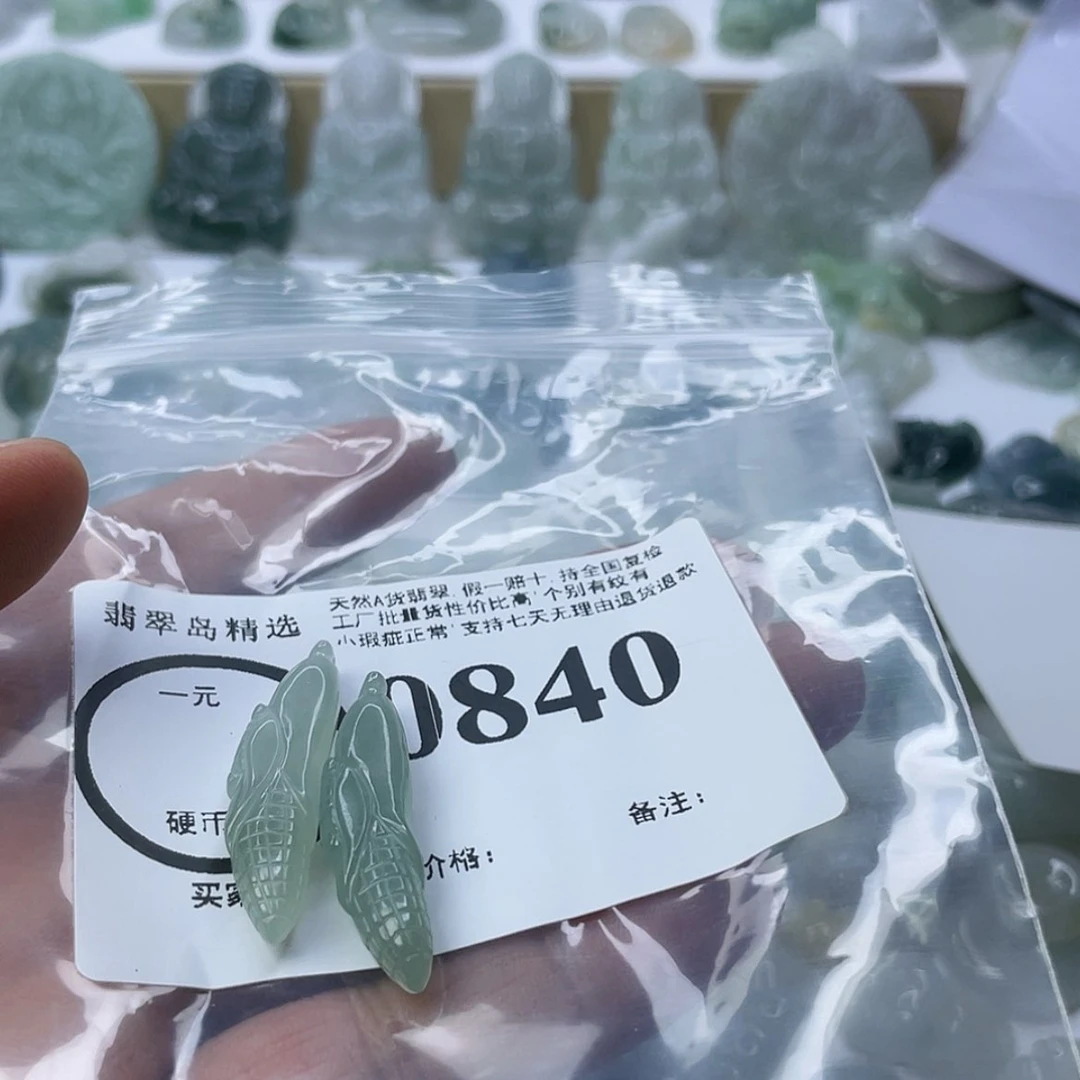 翡翠岛精选
天然A货翡翠, 假一赔十, 持全国复检
工厂批量货性价比高, 个别有纹有
小瑕疵正常, 支持七天无理由退货退款
一元
0840
硬币
备注:
价格:
买家